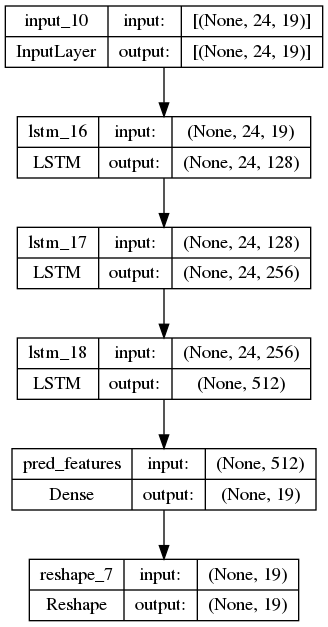 input_10 input: [(None, 24, 19)]
InputLayer output: [(None, 24, 19)]
lstm_16 input: (None, 24, 19)
LSTM output: (None, 24, 128)
lstm_17 input: (None, 24, 128)
LSTM output: (None, 24, 256)
lstm_18 input: (None, 24, 256)
LSTM output: (None, 512)
pred_features input: (None, 512)
Dense output: (None, 19)
reshape_7 input: (None, 19)
Reshape output: (None, 19)